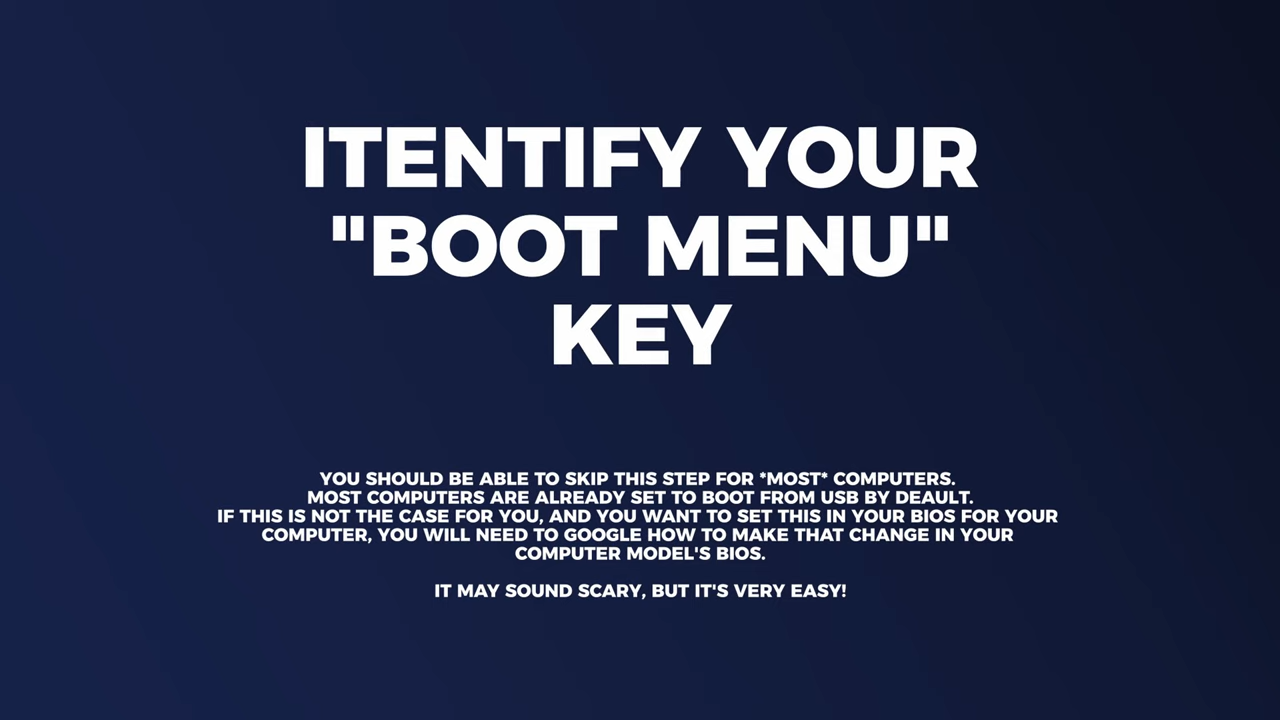 ITENTIFY YOUR
"BOOT MENU"
KEY
YOU SHOULD BE ABLE TO SKIP THIS STEP FOR *MOST* COMPUTERS.
MOST COMPUTERS ARE ALREADY SET TO BOOT FROM USB BY DEAULT.
IF THIS IS NOT THE CASE FOR YOU, AND YOU WANT TO SET THIS IN YOUR BIOS FOR YOUR
COMPUTER, YOU WILL NEED TO GOOGLE HOW TO MAKE THAT CHANGE IN YOUR
COMPUTER MODEL'S BIOS.
IT MAY SOUND SCARY, BUT IT'S VERY EASY!